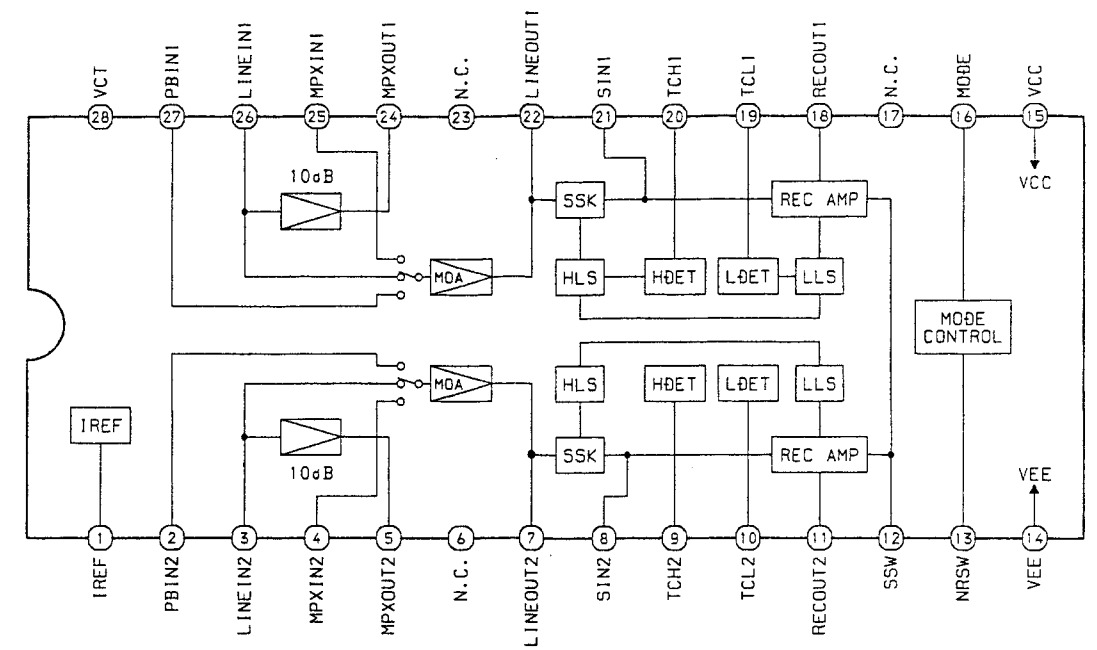 VCT
PBIN1
LINEIN1
MPXIN1
MPXOUT1
N.C.
LINEOUT1
SIN1
TCH1
TCL1
RECOUT1
N.C.
MODE
VCC
28
27
26
25
24
23
22
21
20
19
18
17
16
15
10dB
VCC
SSK
REC AMP
MOA
HLS
HDET
LDET
LLS
MODE
CONTROL
MOA
HLS
HDET
LDET
LLS
IREF
SSK
REC AMP
10dB
VEE
1
2
3
4
5
6
7
8
9
10
11
12
13
14
IREF
PBIN2
LINEIN2
MPXIN2
MPXOUT2
N.C.
LINEOUT2
SIN2
TCH2
TCL2
RECOUT2
SSW
NRSW
VEE